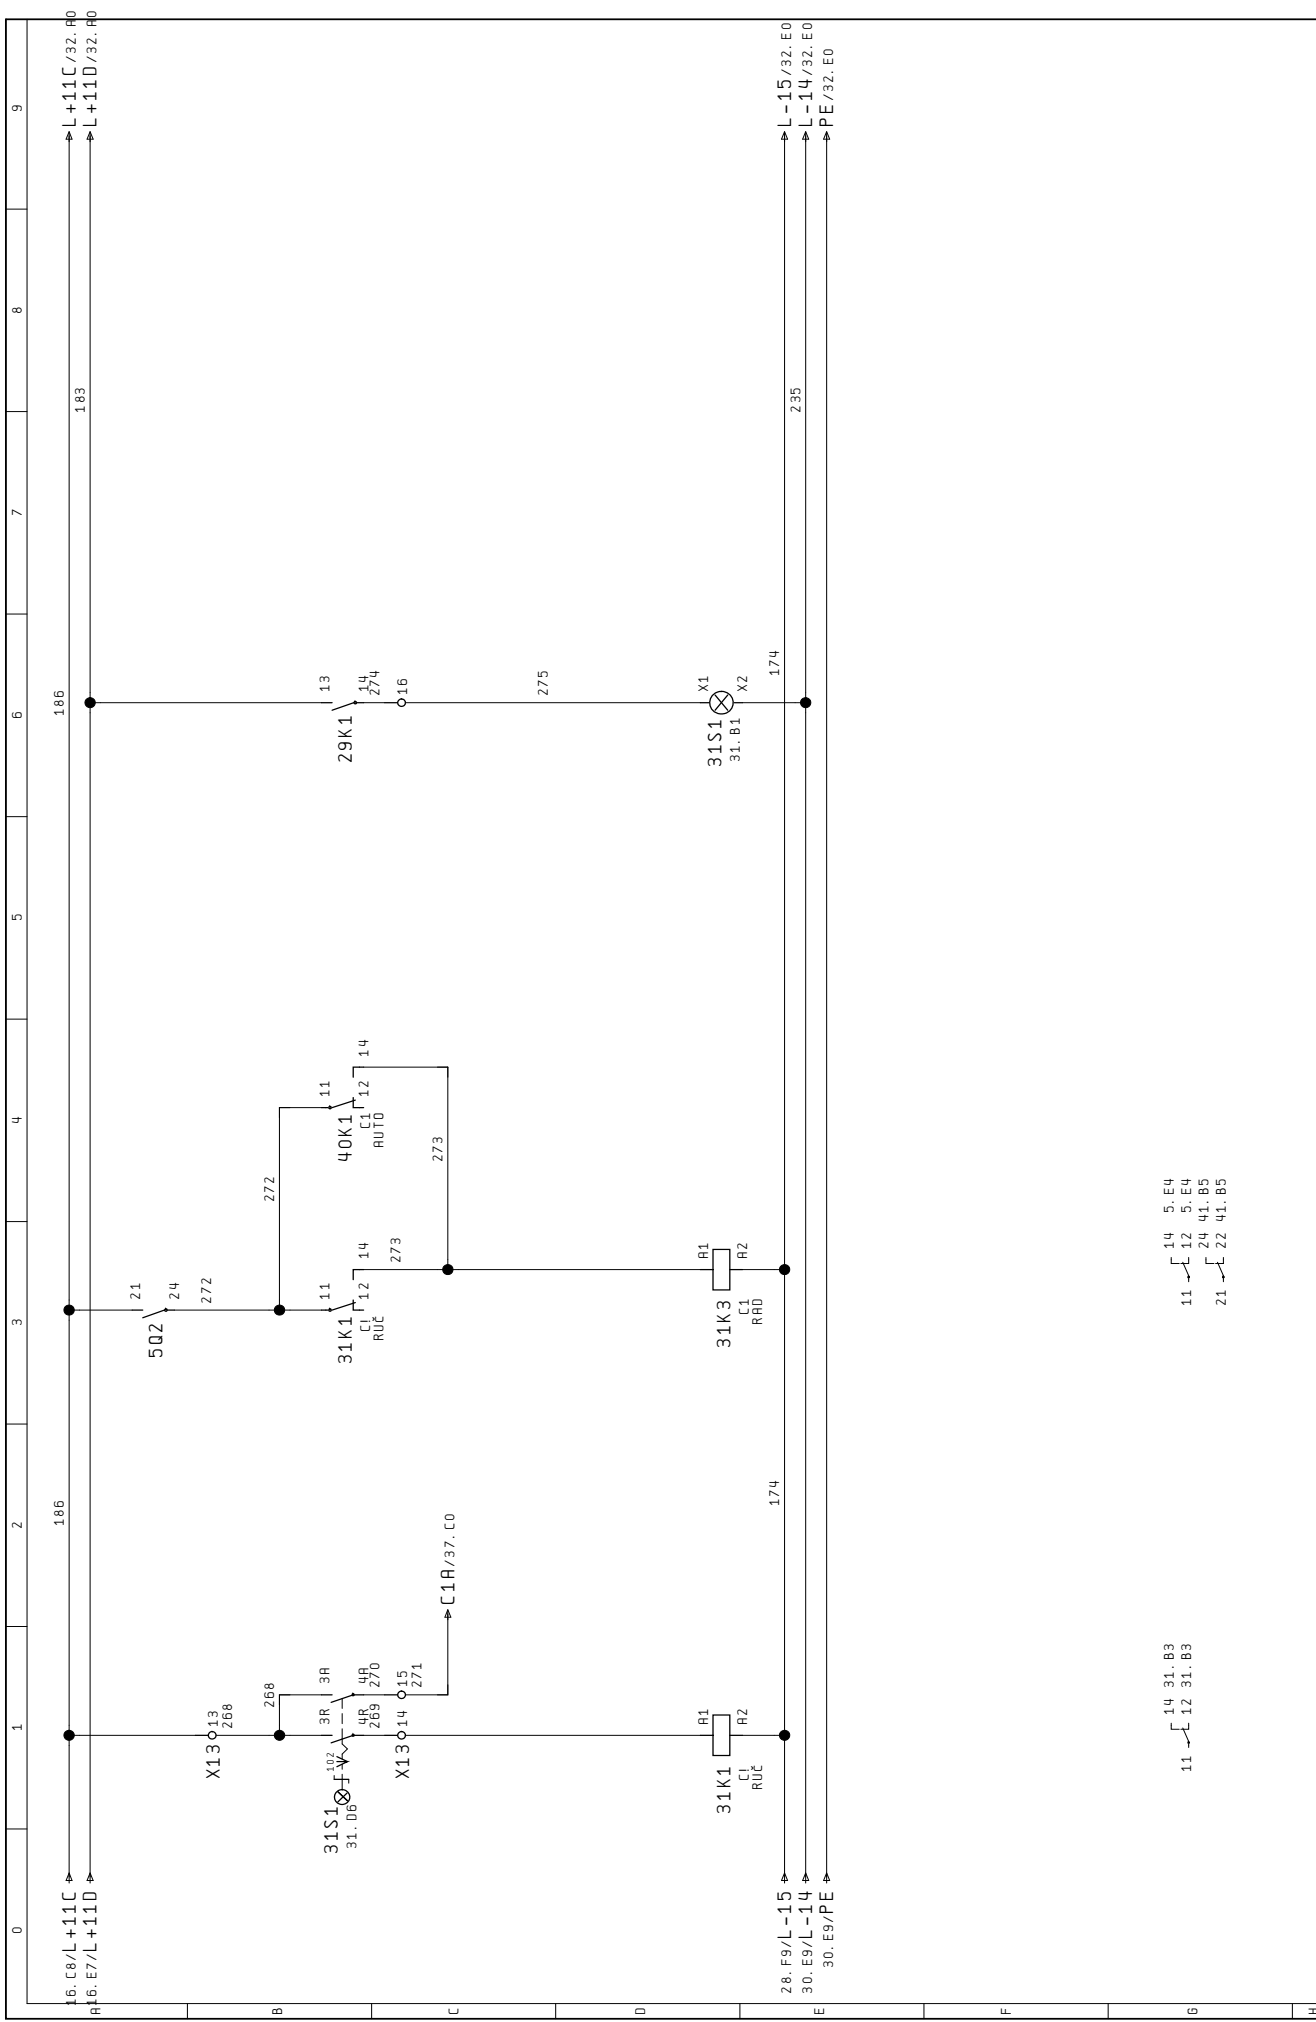 0 1 2 3 4 5 6 7 8 9
A
B
C
D
E
F
G
H
16.C8/L+11C
16.E7/L+11D
L+11C/32.A0
L+11D/32.A0
186
186
183
X13
13
268
268
31S1
31.D6
102
3R
4R
269
3A
4A
270
X13
14
15
271
C1A/37.C0
31K1
C!
RUČ
A1
A2
5Q2
21
24
272
272
31K1
C!
RUČ
11
12
14
273
40K1
C1
AUTO
11
12
14
273
31K3
C1
RAD
A1
A2
29K1
13
14
274
16
275
31S1
31.B1
X1
X2
174
174
235
28.F9/L-15
30.E9/L-14
30.E9/PE
L-15/32.E0
L-14/32.E0
PE/32.E0
14 31.B3
11 12 31.B3
14 5.E4
11 12 5.E4
24 41.B5
21 22 41.B5